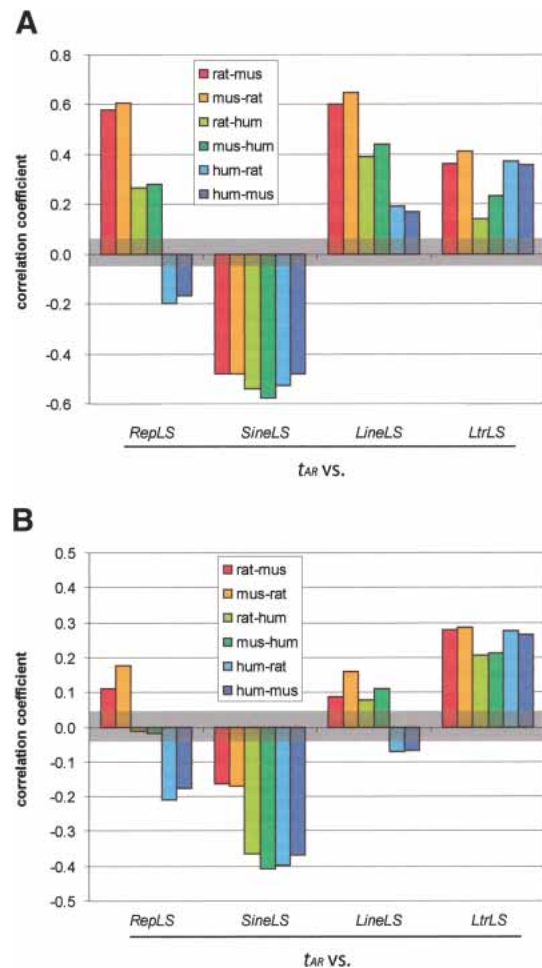 A
0.8
0.6
0.4
0.2
0.0
-0.2
-0.4
-0.6
correlation coefficient
rat-mus
mus-rat
rat-hum
mus-hum
hum-rat
hum-mus
RepLS SineLS LineLS LtrLS
tAR vs.
B
0.5
0.4
0.3
0.2
0.1
0.0
-0.1
-0.2
-0.3
-0.4
-0.5
correlation coefficient
rat-mus
mus-rat
rat-hum
mus-hum
hum-rat
hum-mus
RepLS SineLS LineLS LtrLS
tAR vs.